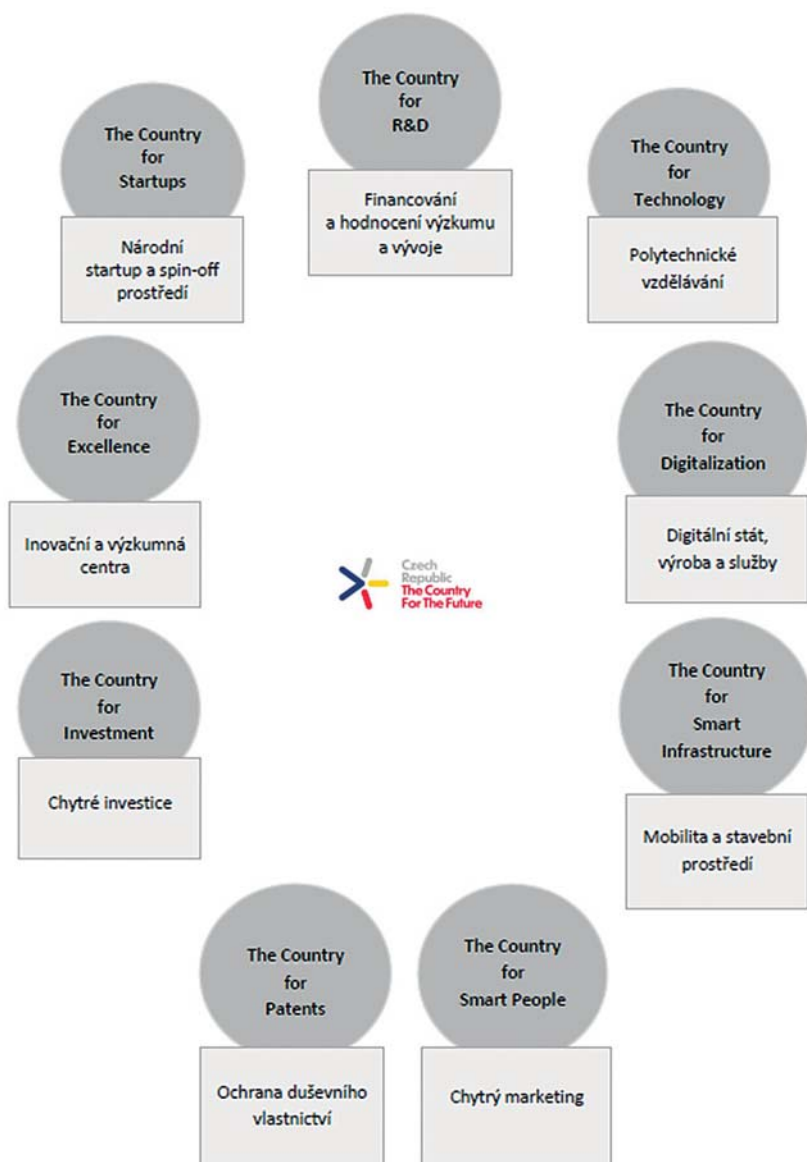 The Country
for
R&D
Financování
a hodnocení výzkumu
a vývoje
The Country
for
Startups
Národní
startup a spin-off
prostředí
The Country
for
Technology
Polytechnické
vzdělávání
The Country
for
Excellence
Inovační a výzkumná
centra
The Country
for
Digitalization
Digitální stát,
výroba a služby
Czech
Republic
The Country
For The Future
The Country
for
Investment
Chytré investice
The Country
for
Smart
Infrastructure
Mobilita a stavební
prostředí
The Country
for
Patents
Ochrana duševního
vlastnictví
The Country
for
Smart People
Chytrý marketing